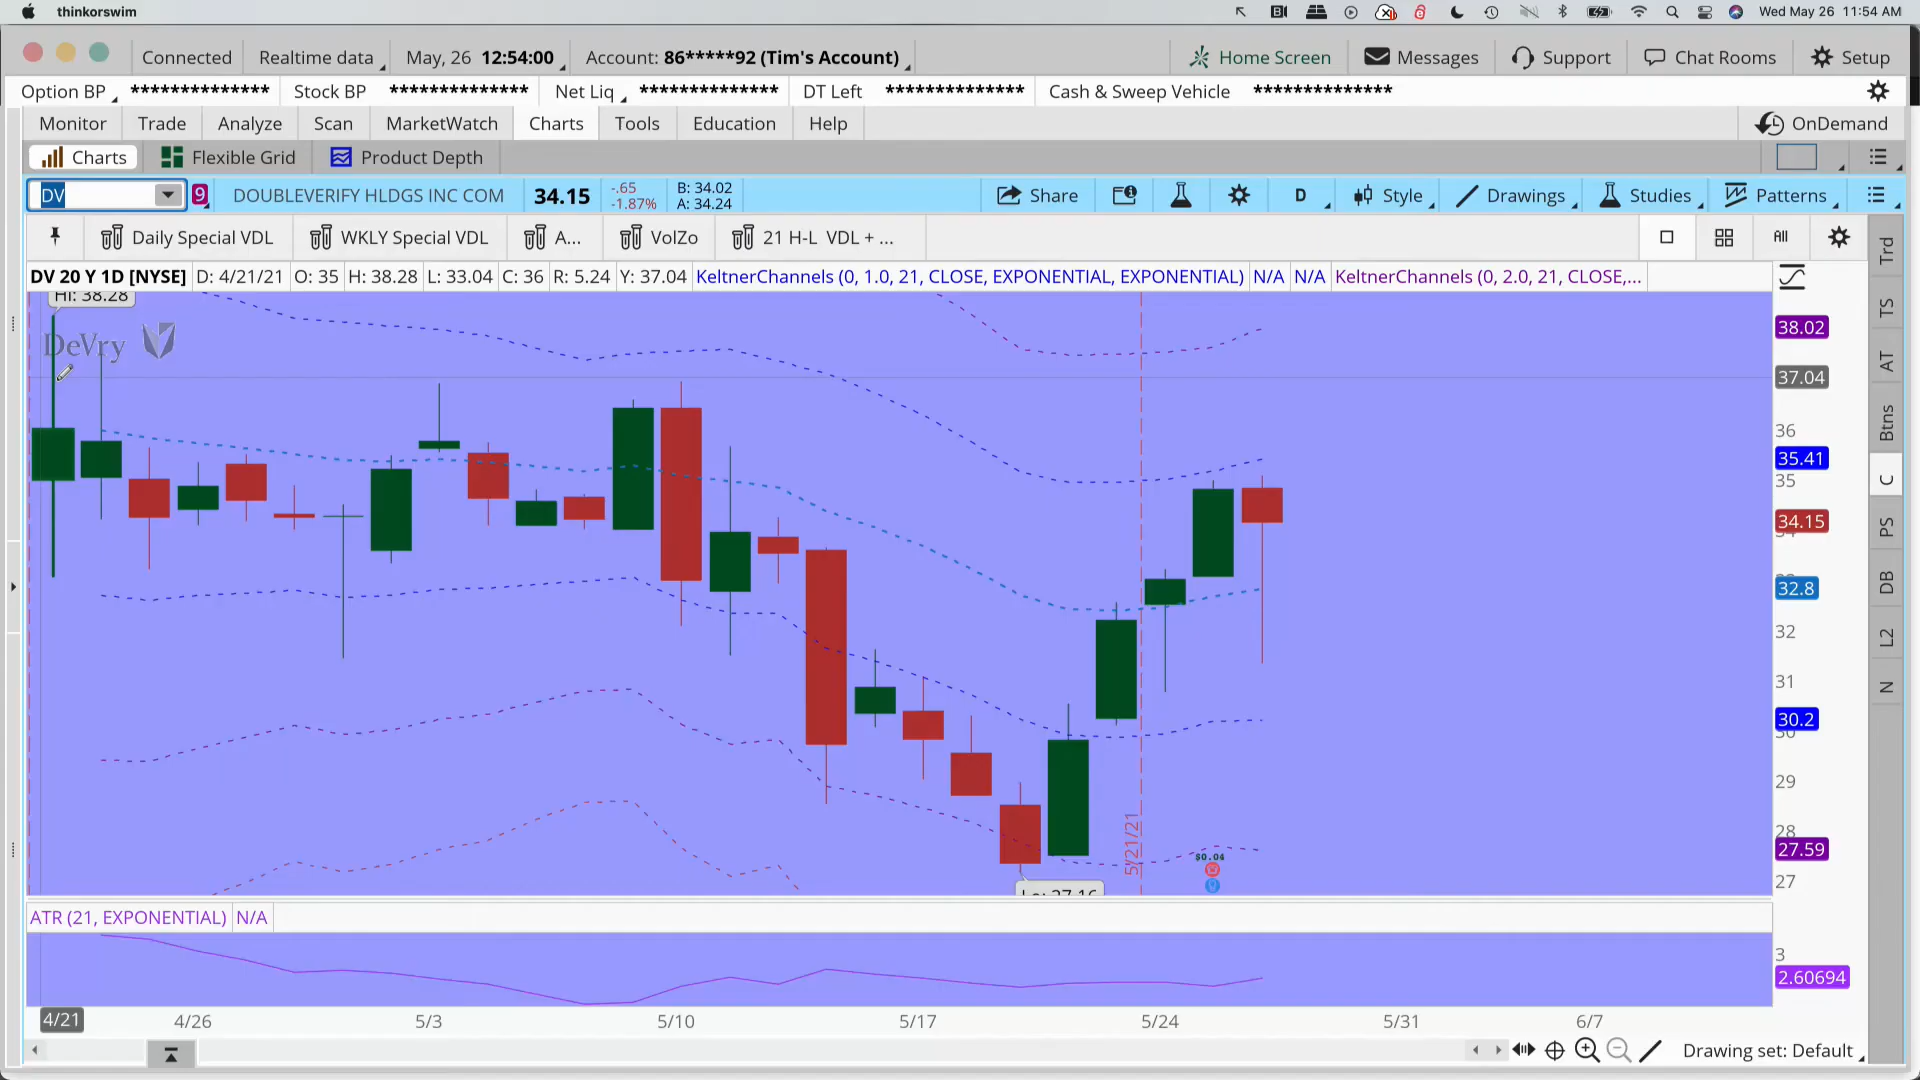 thinkorswim
Wed May 26 11:54 AM
Connected
Realtime data
May, 26 12:54:00
Account: 86*****92 (Tim's Account)
Home Screen
Messages
Support
Chat Rooms
Setup
Option BP **************
Stock BP **************
Net Liq **************
DT Left **************
Cash & Sweep Vehicle **************
Monitor
Trade
Analyze
Scan
MarketWatch
Charts
Tools
Education
Help
OnDemand
Charts
Flexible Grid
Product Depth
DV
9
DOUBLEVERIFY HLDGS INC COM
34.15
-.65
-1.87%
B: 34.02
A: 34.24
Share
D
Style
Drawings
Studies
Patterns
Daily Special VDL
WKLY Special VDL
A...
VolZo
21 H-L VDL + ...
All
DV 20 Y 1D [NYSE]
D: 4/21/21
O: 35
H: 38.28
L: 33.04
C: 36
R: 5.24
Y: 37.04
KeltnerChannels (0, 1.0, 21, CLOSE, EXPONENTIAL, EXPONENTIAL)
N/A
N/A
KeltnerChannels (0, 2.0, 21, CLOSE,...
Hi: 38.28
DeVry
38.02
37.04
36
35.41
35
34.15
32.8
32
31
30.2
30
29
28
27.59
27
5/21/21
$0.04
Lo: 27.16
ATR (21, EXPONENTIAL)
N/A
3
2.60694
4/21
4/26
5/3
5/10
5/17
5/24
5/31
6/7
Drawing set: Default
Trd
TS
AT
Btns
C
PS
DB
L2
N